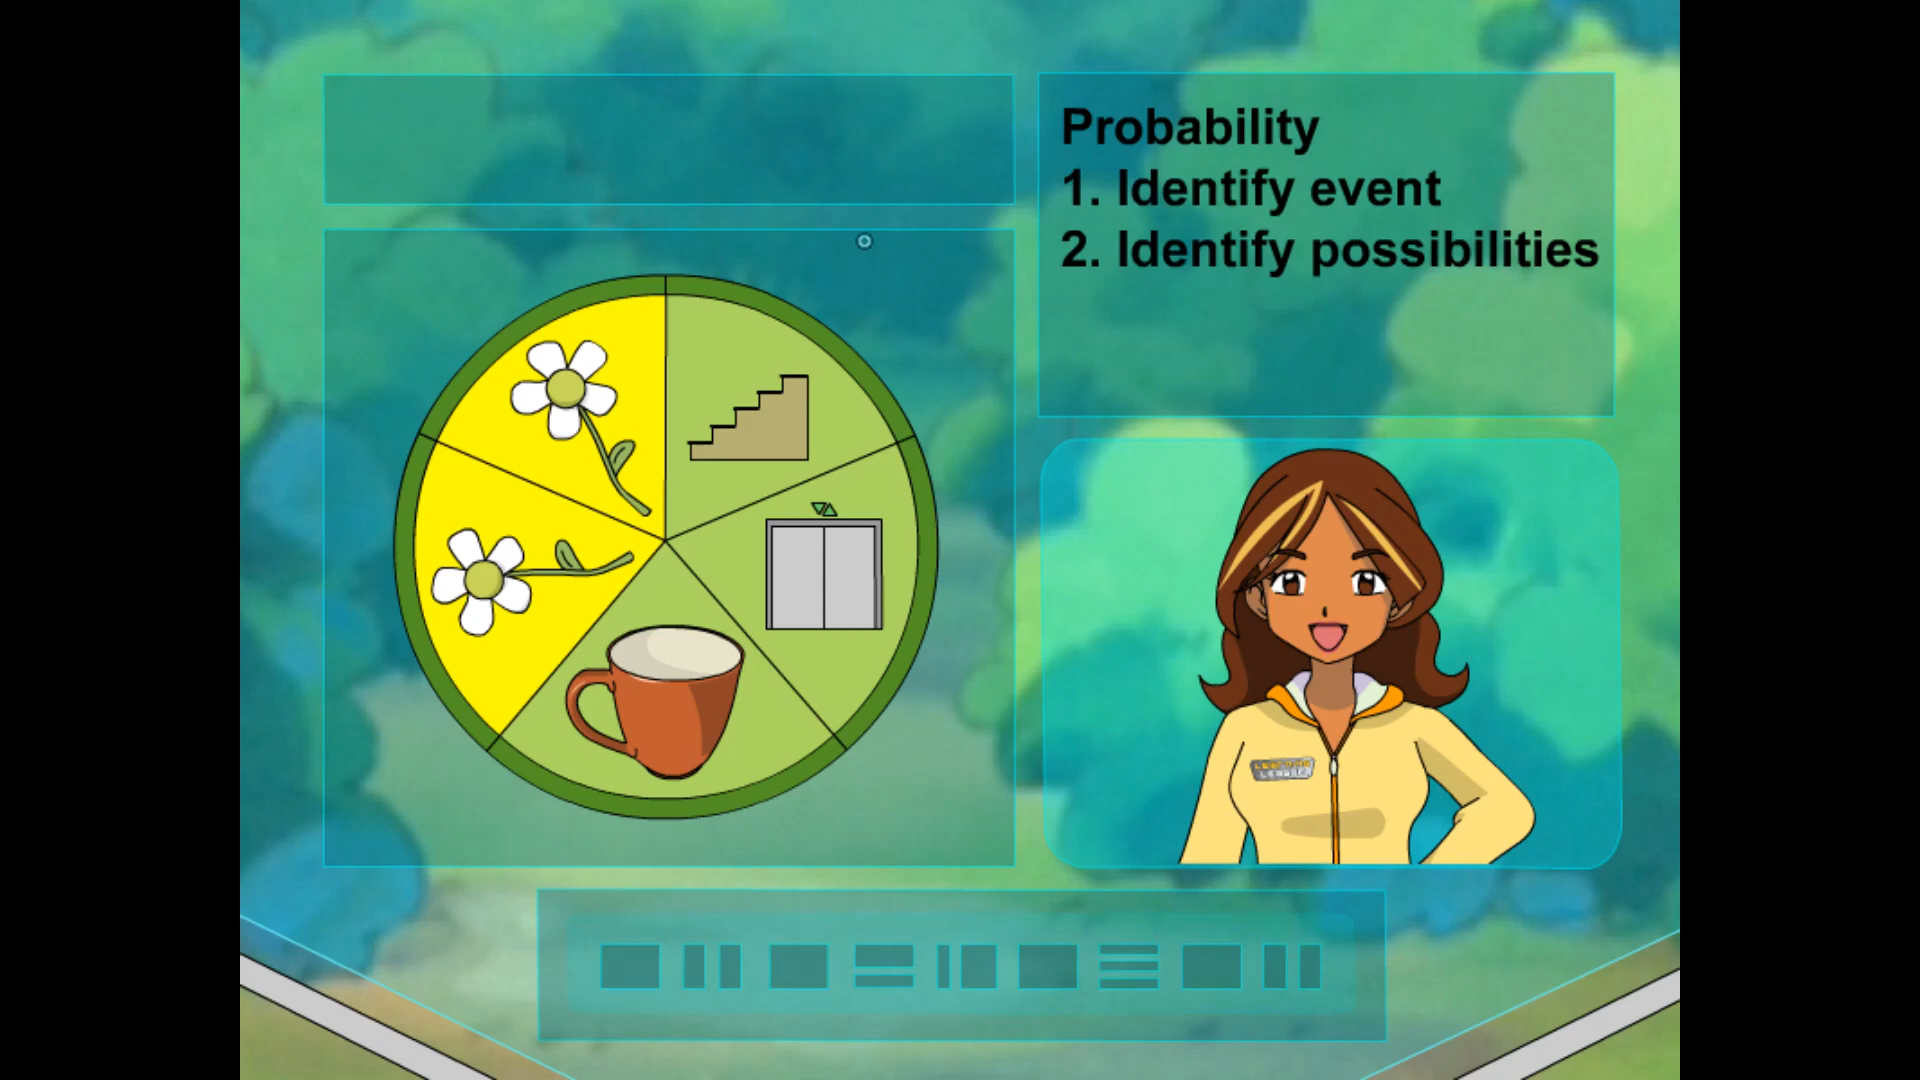 Probability
1. Identify event
2. Identify possibilities